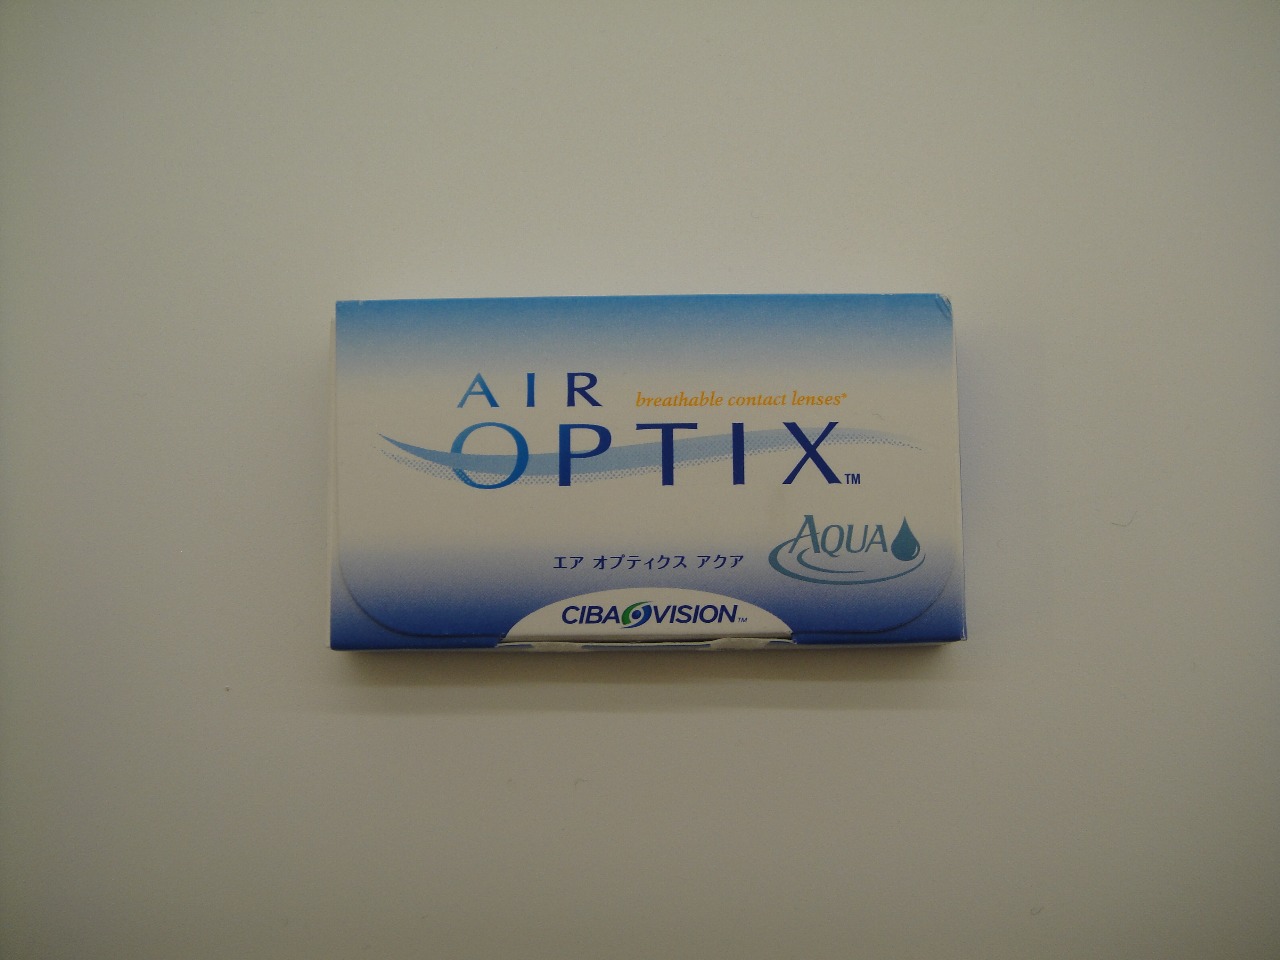 AIR
breathable contact lenses*
OPTIX™
AQUA
エア オプティクス アクア
CIBA VISION™